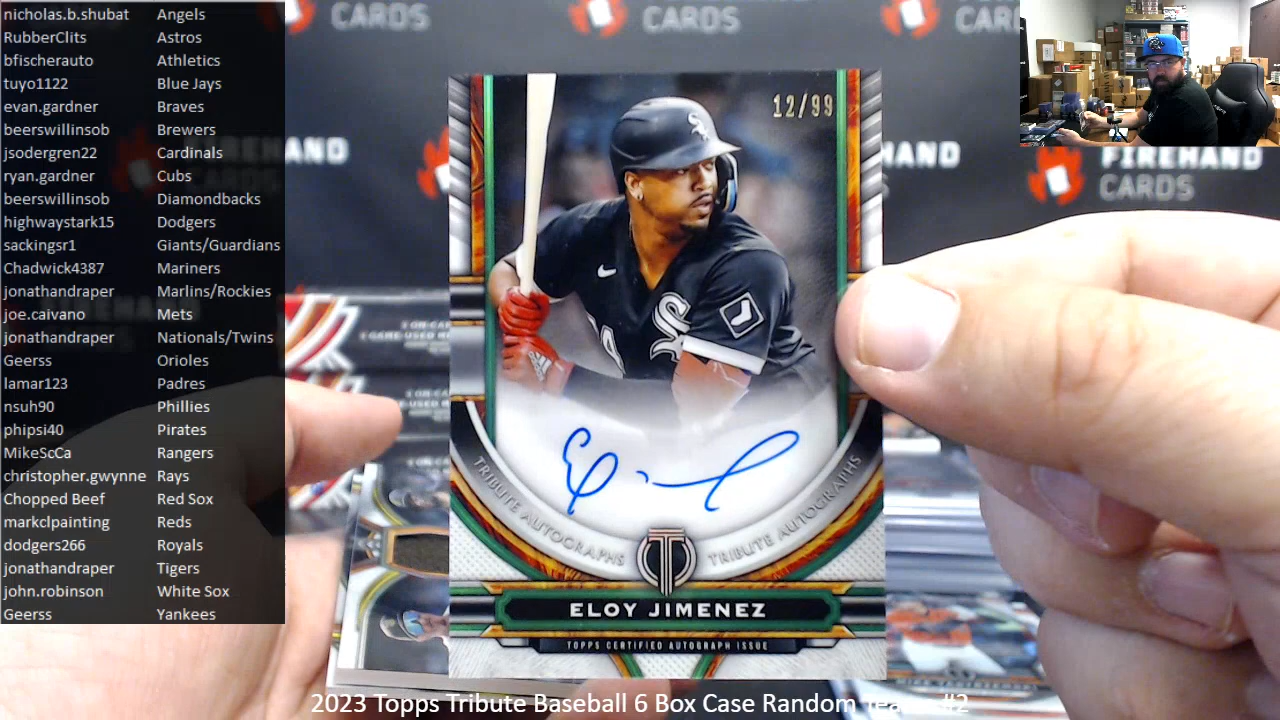 nicholas.b.shubat Angels
RubberClits Astros
bfischerauto Athletics
tuyo1122 Blue Jays
evan.gardner Braves
beerswillinsob Brewers
jsodergren22 Cardinals
ryan.gardner Cubs
beerswillinsob Diamondbacks
highwaystark15 Dodgers
sackingsr1 Giants/Guardians
Chadwick4387 Mariners
jonathandraper Marlins/Rockies
joe.caivano Mets
jonathandraper Nationals/Twins
Geerss Orioles
lamar123 Padres
nsuh90 Phillies
phipsi40 Pirates
MikeScCa Rangers
christopher.gwynne Rays
Chopped Beef Red Sox
markclpainting Reds
dodgers266 Royals
jonathandraper Tigers
john.robinson White Sox
Geerss Yankees
CARDS
CARDS
FIREHAND
CARDS
HAND
12/99
Sox
TRIBUTE AUTOGRAPHS
TRIBUTE AUTOGRAPHS
ELOY JIMENEZ
TOPPS CERTIFIED AUTOGRAPH ISSUE
2023 Topps Tribute Baseball 6 Box Case Random Teams #2